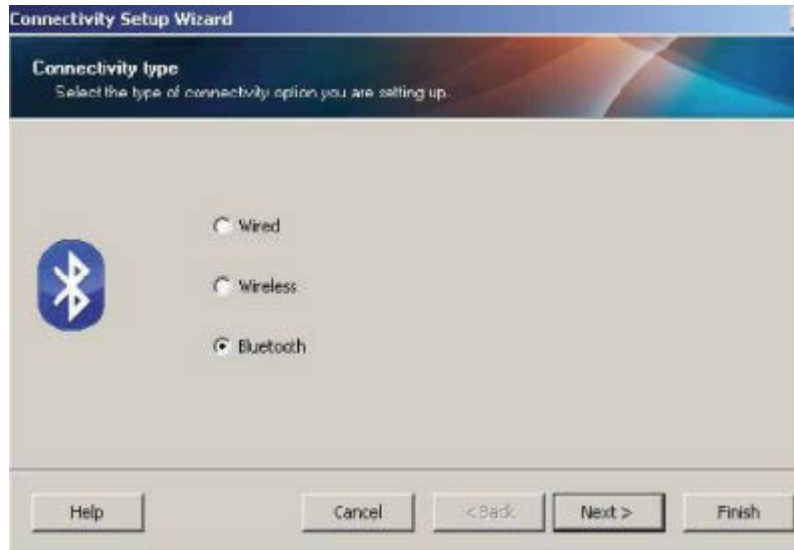 Connectivity Setup Wizard
Connectivity type
Select the type of connectivity option you are setting up.
Wired
Wireless
Bluetooth
Help Cancel < Back Next > Finish